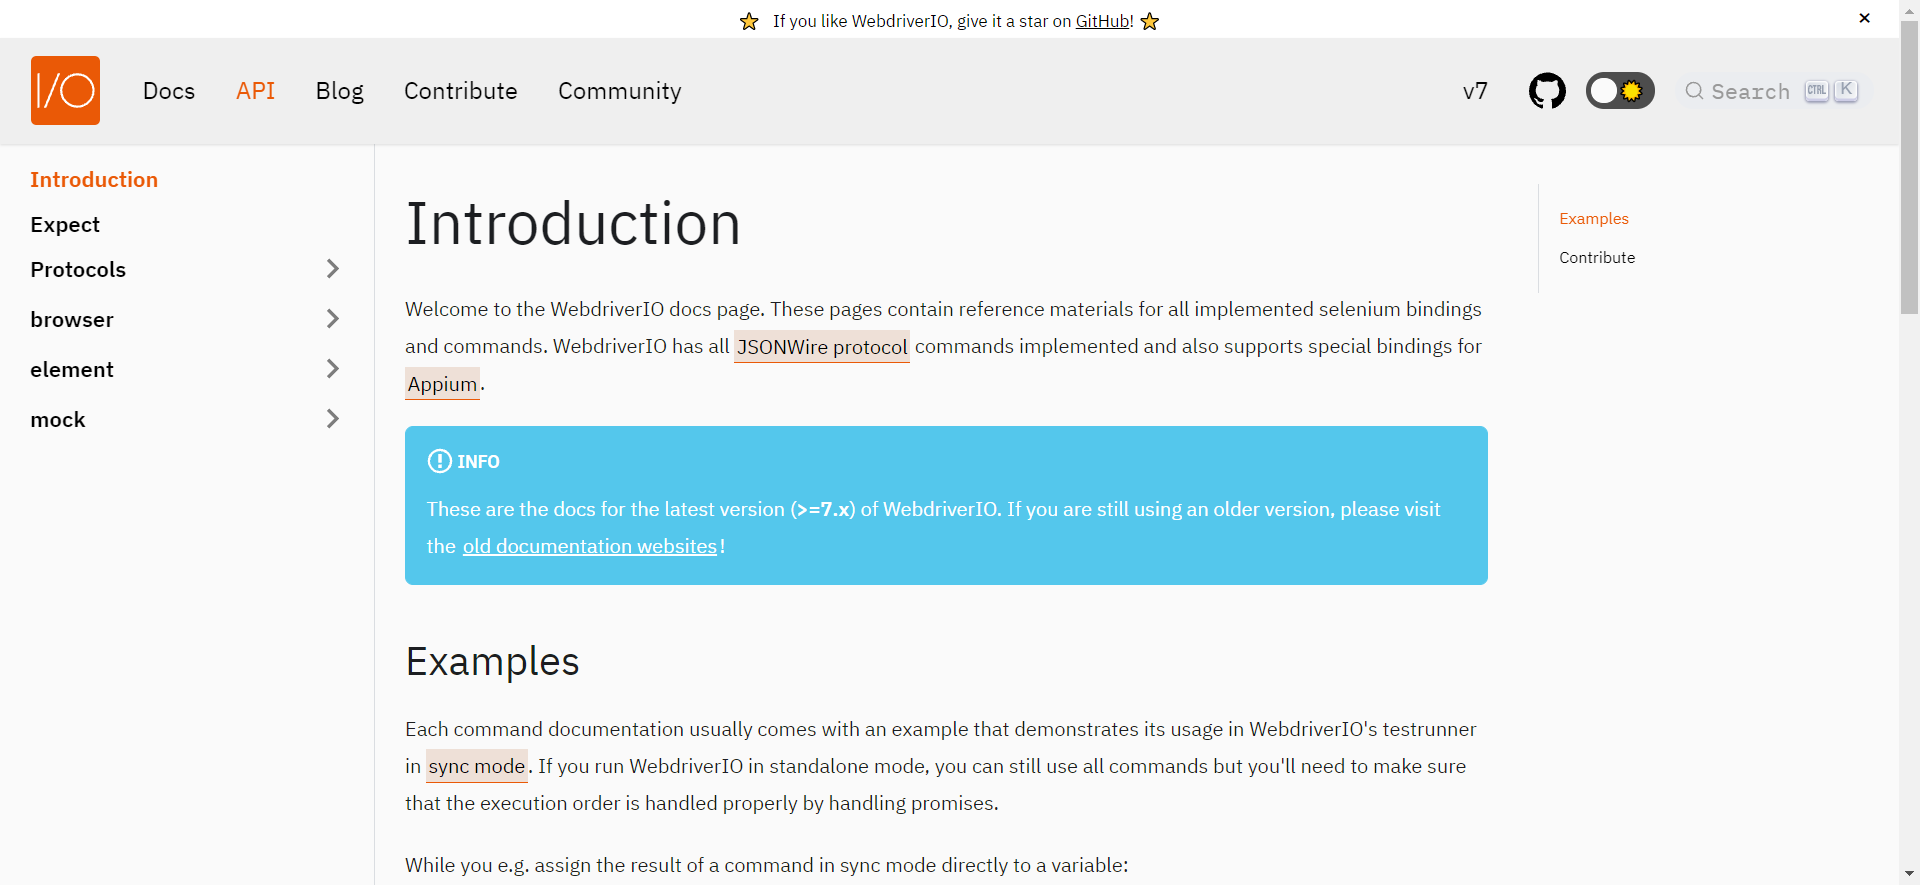 If you like WebdriverIO, give it a star on GitHub!
I/O
Docs API Blog Contribute Community v7 Search CTRL K
Introduction
Expect
Protocols
browser
element
mock
Introduction
Welcome to the WebdriverIO docs page. These pages contain reference materials for all implemented selenium bindings
and commands. WebdriverIO has all JSONWire protocol commands implemented and also supports special bindings for
Appium.
INFO
These are the docs for the latest version (>=7.x) of WebdriverIO. If you are still using an older version, please visit
the old documentation websites!
Examples
Each command documentation usually comes with an example that demonstrates its usage in WebdriverIO's testrunner
in sync mode. If you run WebdriverIO in standalone mode, you can still use all commands but you'll need to make sure
that the execution order is handled properly by handling promises.
While you e.g. assign the result of a command in sync mode directly to a variable:
Examples
Contribute